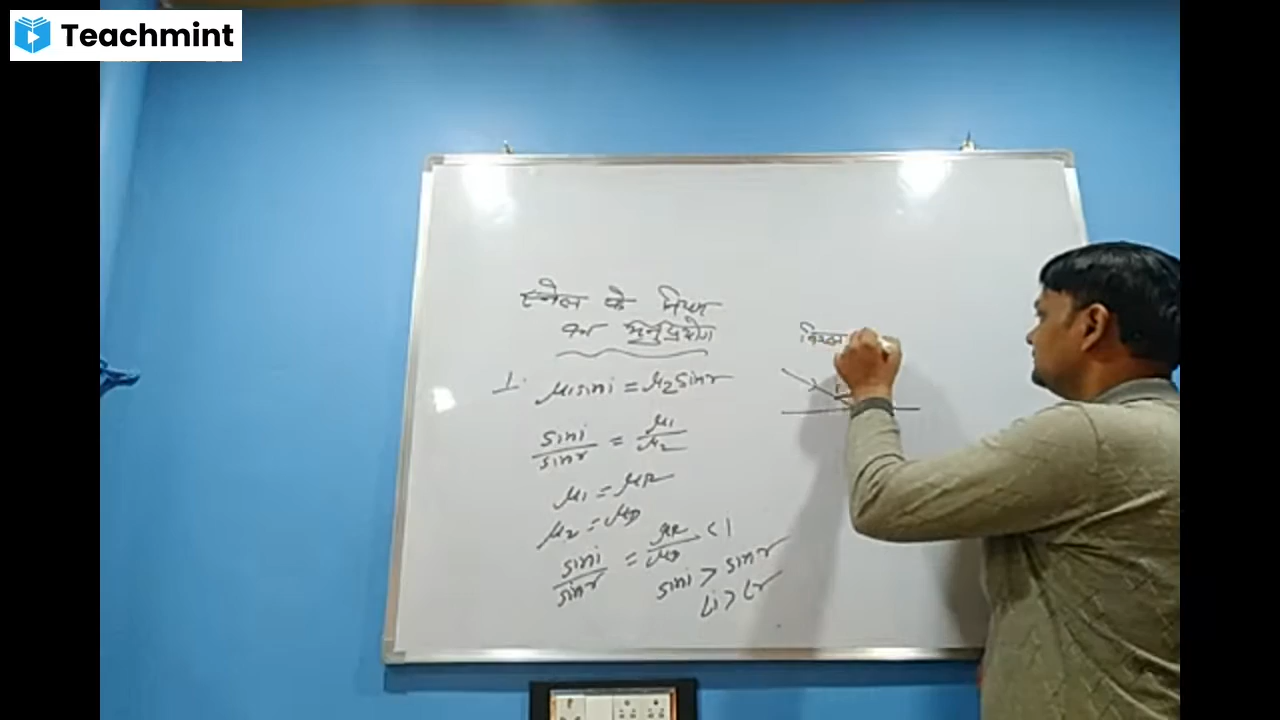 Teachmint
स्नेल के नियम
का अनुप्रयोग
1. μ1sini = μ2sinr
sini/sinr = μ1/μ2
μ1 = μR
μ2 = μD
sini/sinr = μR/μD < 1
sini > sinr
∠i > ∠r
विरल
i